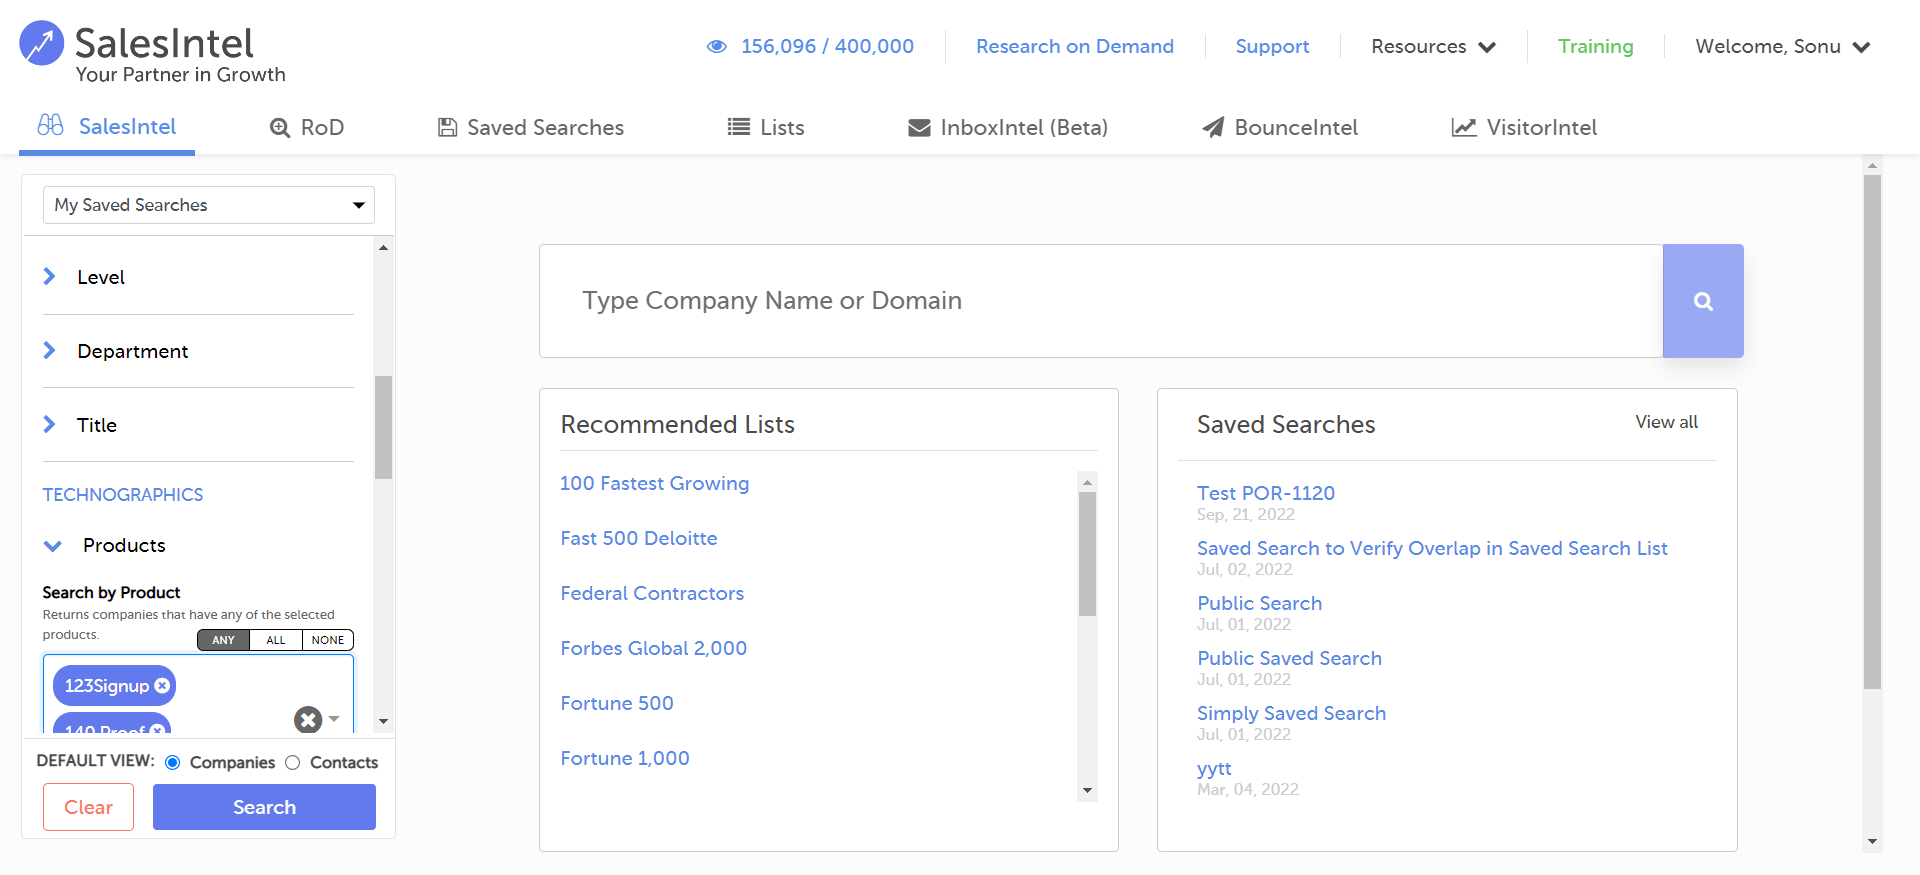 SalesIntel
Your Partner in Growth
156,096 / 400,000
Research on Demand
Support
Resources
Training
Welcome, Sonu
SalesIntel
RoD
Saved Searches
Lists
InboxIntel (Beta)
BounceIntel
VisitorIntel
My Saved Searches
Level
Department
Title
TECHNOGRAPHICS
Products
Search by Product
Returns companies that have any of the selected
products.
ANY ALL NONE
123Signup
140 Proof
DEFAULT VIEW: Companies Contacts
Clear
Search
Type Company Name or Domain
Recommended Lists
100 Fastest Growing
Fast 500 Deloitte
Federal Contractors
Forbes Global 2,000
Fortune 500
Fortune 1,000
Saved Searches
View all
Test POR-1120
Sep, 21, 2022
Saved Search to Verify Overlap in Saved Search List
Jul, 02, 2022
Public Search
Jul, 01, 2022
Public Saved Search
Jul, 01, 2022
Simply Saved Search
Jul, 01, 2022
yytt
Mar, 04, 2022